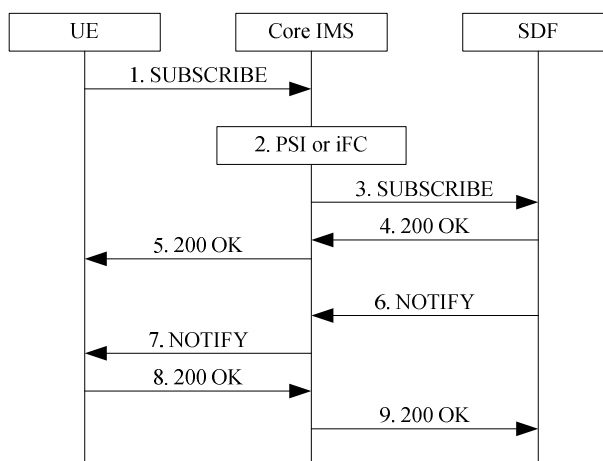 UE
Core IMS
SDF
1. SUBSCRIBE
2. PSI or iFC
3. SUBSCRIBE
4. 200 OK
5. 200 OK
6. NOTIFY
7. NOTIFY
8. 200 OK
9. 200 OK